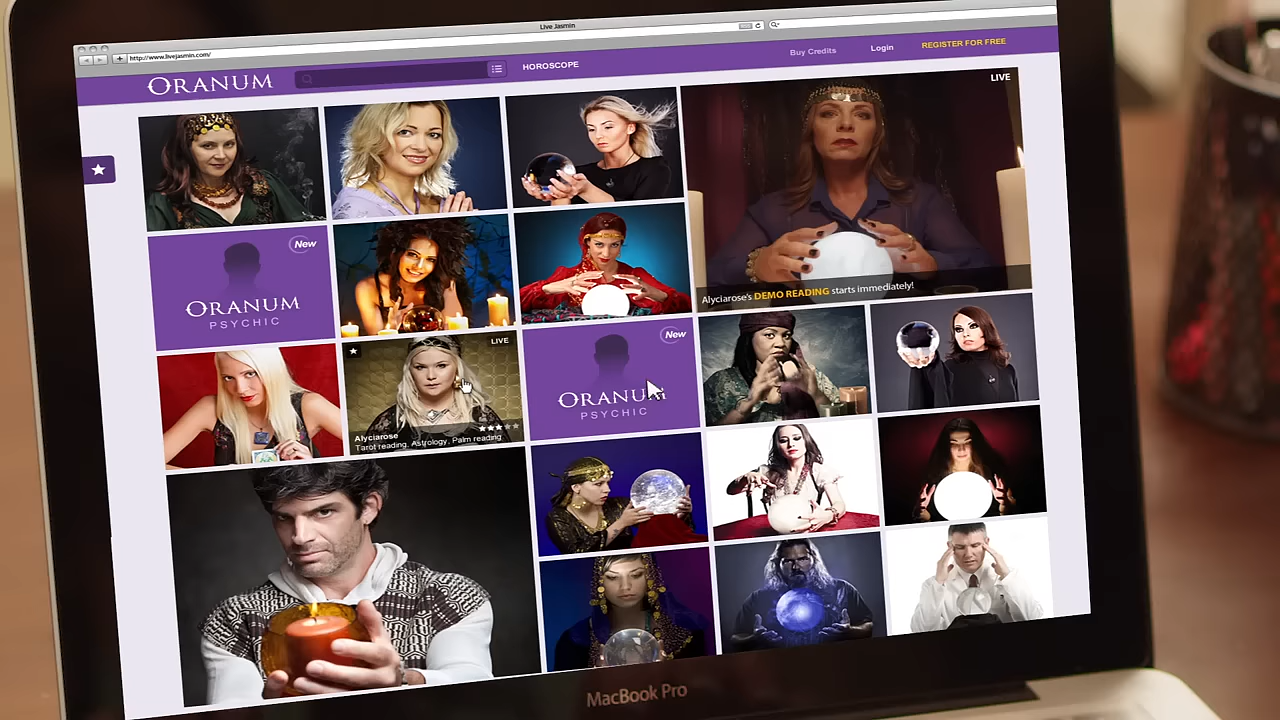 Live Jasmin
http://www.livejasmin.com/
ORANUM
HOROSCOPE
Buy Credits
Login
REGISTER FOR FREE
LIVE
New
ORANUM
PSYCHIC
Alyciarose's DEMO READING starts immediately!
LIVE
New
ORANUM
PSYCHIC
Alyciarose
Tarot reading, Astrology, Palm reading
MacBook Pro